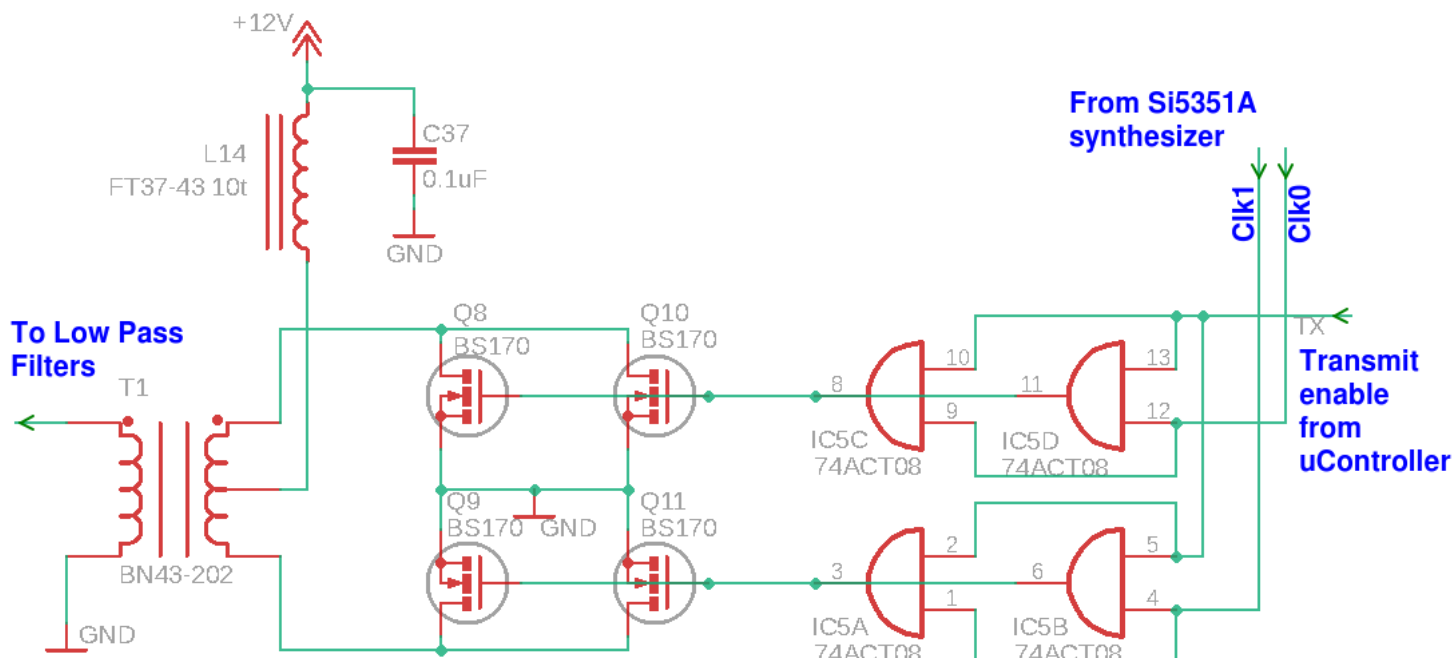 +12V
L14
FT37-43 10t
C37
0.1uF
GND
From Si5351A
synthesizer
Clk1
Clk0
To Low Pass
Filters
T1
BN43-202
GND
Q8
BS170
Q10
BS170
Q9
BS170
GND
Q11
BS170
8
10
9
IC5C
74ACT08
11
13
12
IC5D
74ACT08
TX
Transmit
enable
from
uController
3
2
1
IC5A
74ACT08
6
5
4
IC5B
74ACT08